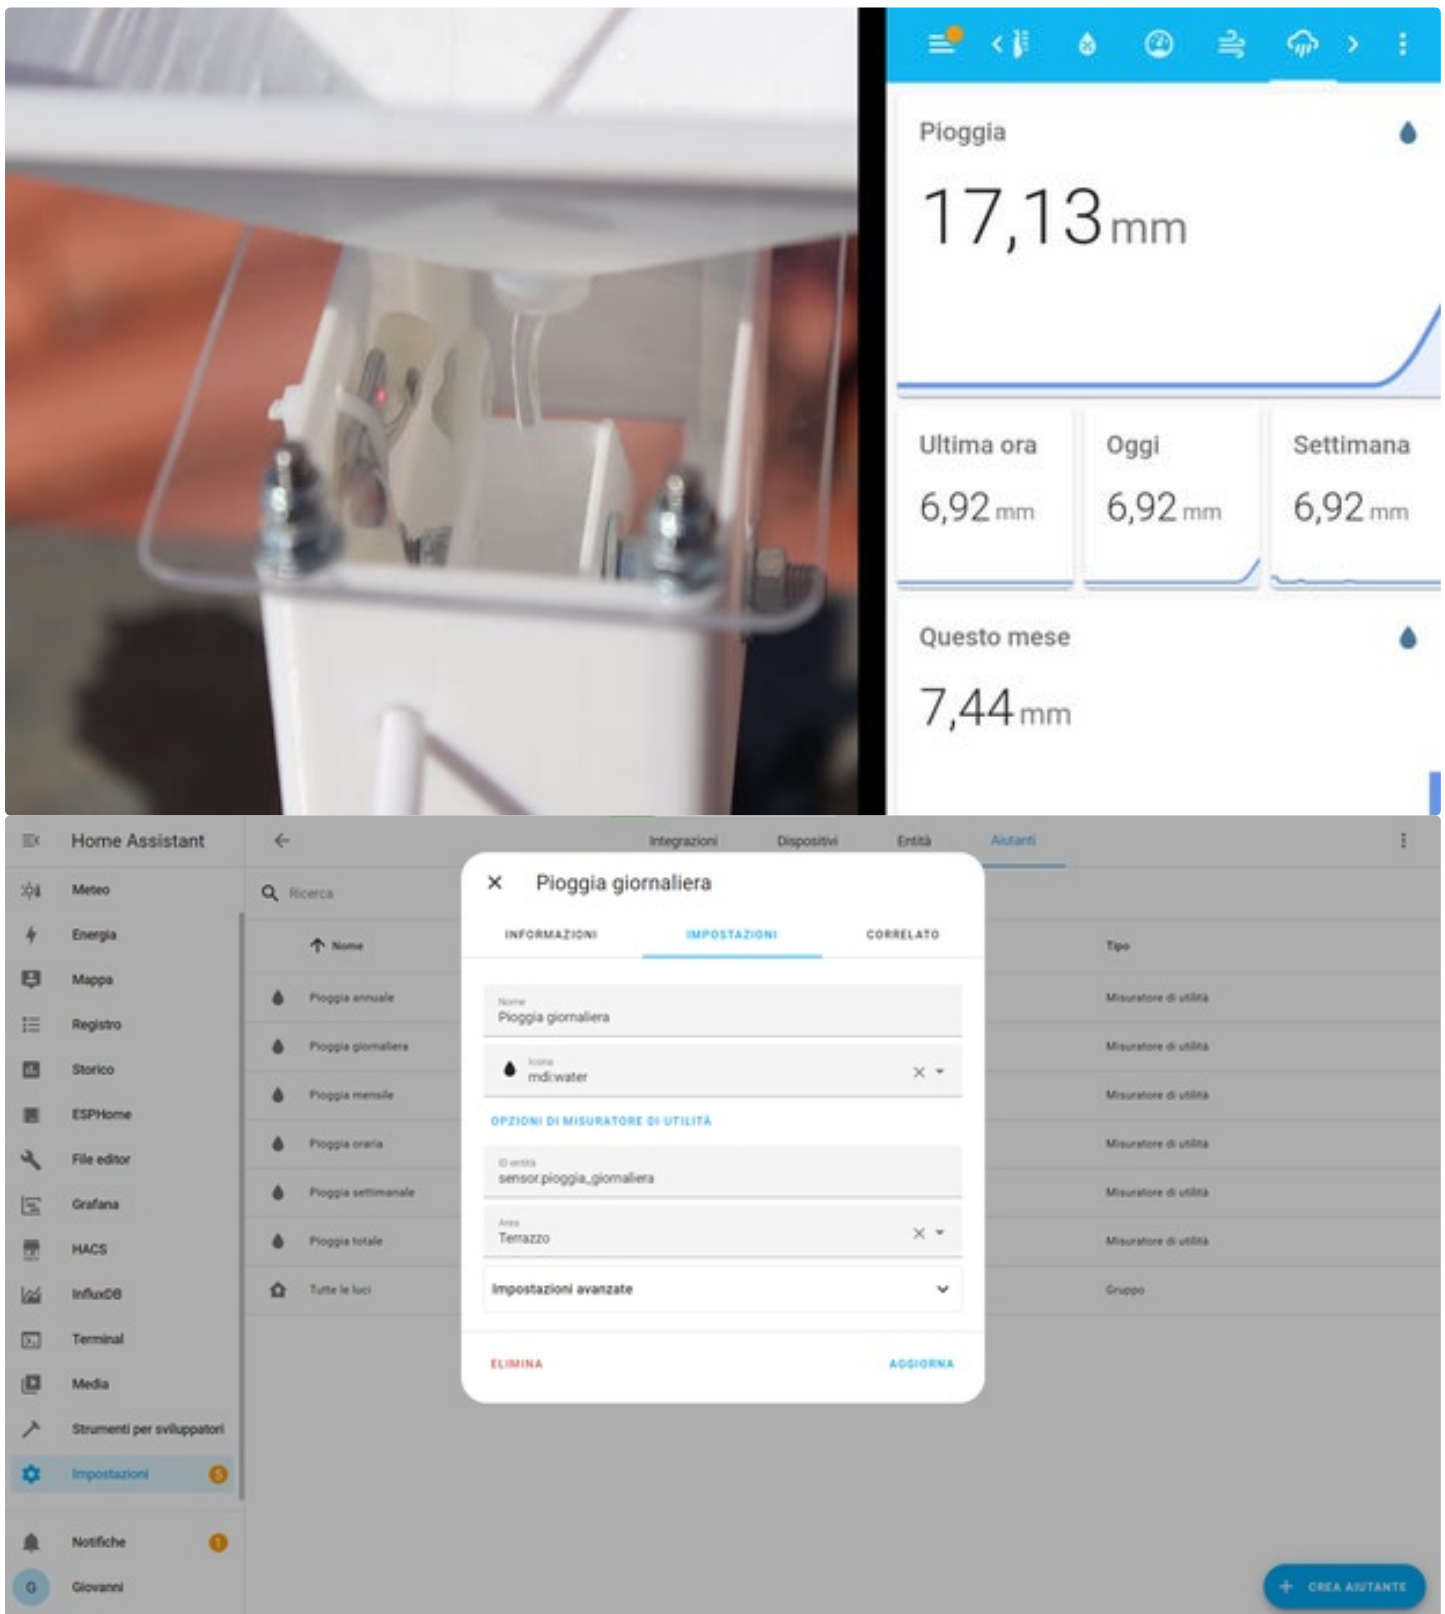 Pioggia
17,13 mm
Ultima ora
6,92 mm
Oggi
6,92 mm
Settimana
6,92 mm
Questo mese
7,44 mm
Home Assistant
Integrazioni
Dispositivi
Entità
Aiutanti
Meteo
Energia
Mappa
Registro
Storico
ESPHome
File editor
Grafana
HACS
InfluxDB
Terminal
Media
Strumenti per sviluppatori
Impostazioni
5
Notifiche
1
G
Giovanni
Ricerca
Nome
Tipo
Pioggia annuale
Misuratore di utilità
Pioggia giornaliera
Misuratore di utilità
Pioggia mensile
Misuratore di utilità
Pioggia oraria
Misuratore di utilità
Pioggia settimanale
Misuratore di utilità
Pioggia totale
Misuratore di utilità
Tutte le luci
Gruppo
Pioggia giornaliera
INFORMAZIONI
IMPOSTAZIONI
CORRELATO
Nome
Pioggia giornaliera
Icona
mdi:water
OPZIONI DI MISURATORE DI UTILITÀ
ID entità
sensor.pioggia_giornaliera
Area
Terrazzo
Impostazioni avanzate
ELIMINA
AGGIORNA
CREA AIUTANTE